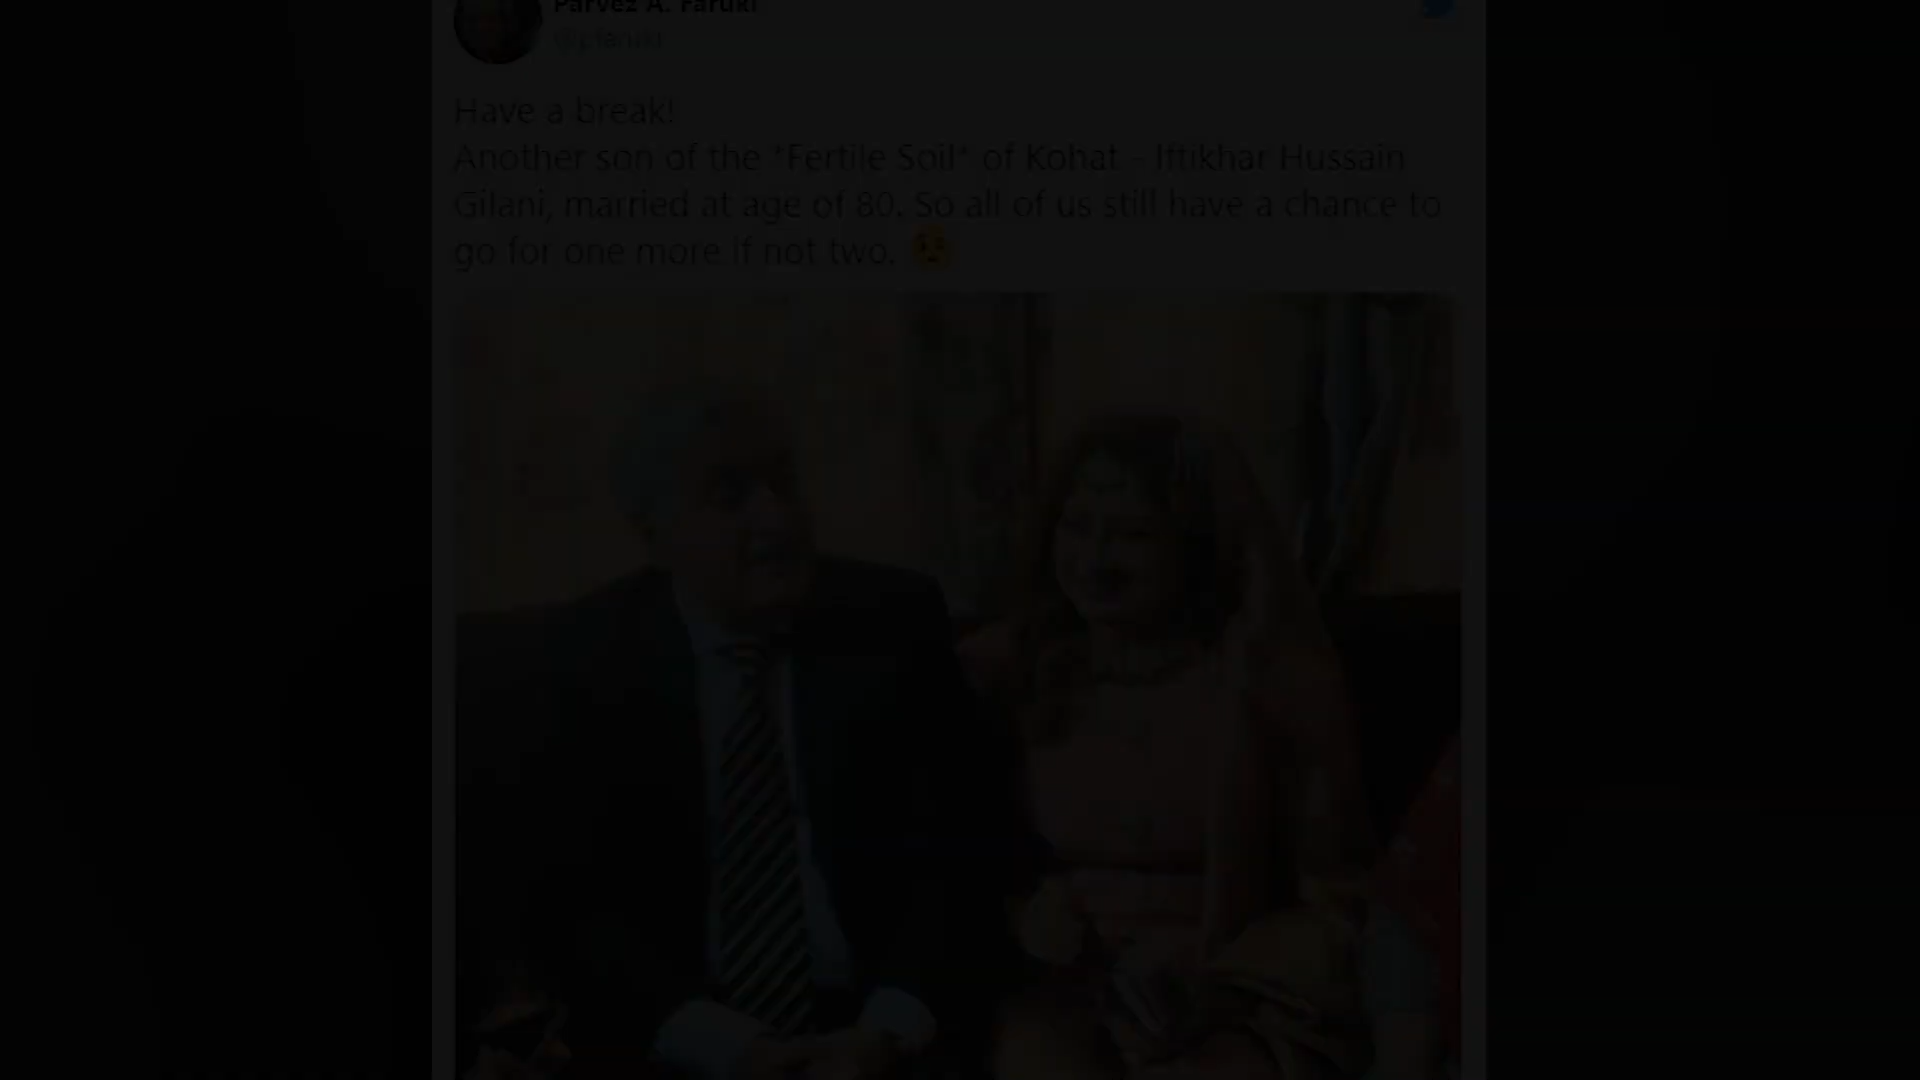 Parvez A. Faruki
@pfaruki
Have a break!
Another son of the "Fertile Soil" of Kohat - Iftikhar Hussain
Gilani, married at age of 80. So all of us still have a chance to
go for one more if not two. 😉